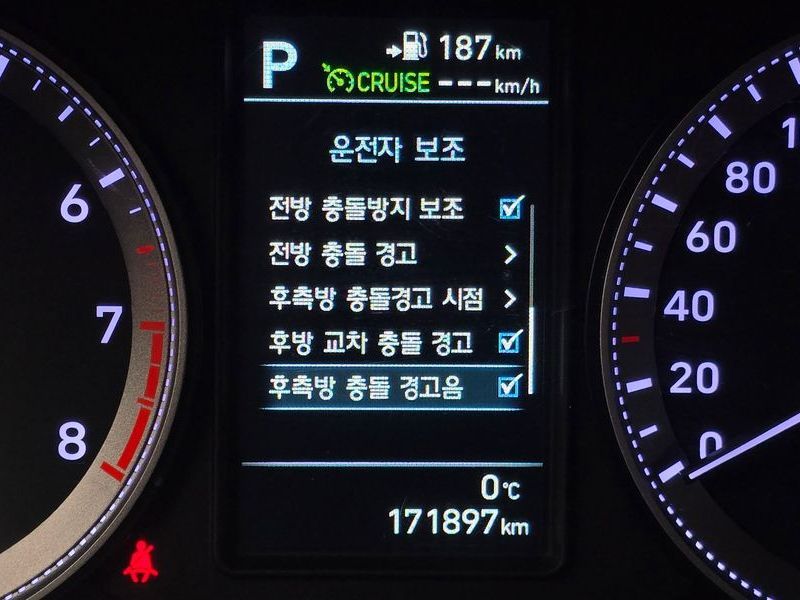 P
187 km
CRUISE ---km/h
운전자 보조
전방 충돌방지 보조
전방 충돌 경고
후측방 충돌경고 시점
후방 교차 충돌 경고
후측방 충돌 경고음
0°C
171897km
6
7
8
80
60
40
20
0